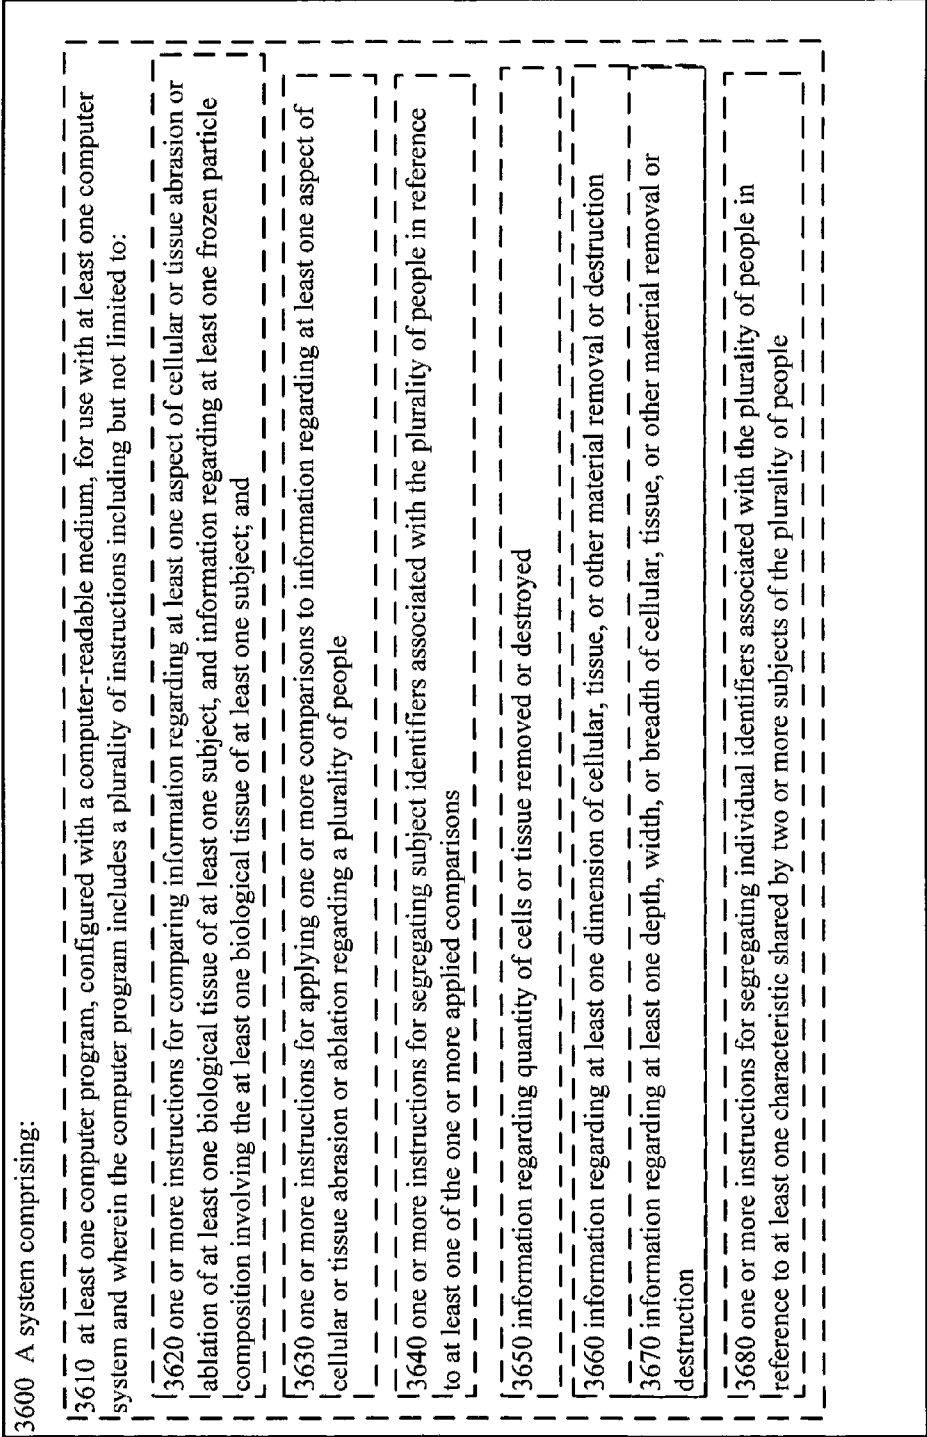 3600 A system comprising:
3610 at least one computer program, configured with a computer-readable medium, for use with at least one computer
system and wherein the computer program includes a plurality of instructions including but not limited to:
3620 one or more instructions for comparing information regarding at least one aspect of cellular or tissue abrasion or
ablation of at least one biological tissue of at least one subject, and information regarding at least one frozen particle
composition involving the at least one biological tissue of at least one subject; and
3630 one or more instructions for applying one or more comparisons to information regarding at least one aspect of
cellular or tissue abrasion or ablation regarding a plurality of people
3640 one or more instructions for segregating subject identifiers associated with the plurality of people in reference
to at least one of the one or more applied comparisons
3650 information regarding quantity of cells or tissue removed or destroyed
3660 information regarding at least one dimension of cellular, tissue, or other material removal or destruction
3670 information regarding at least one depth, width, or breadth of cellular, tissue, or other material removal or
destruction
3680 one or more instructions for segregating individual identifiers associated with the plurality of people in
reference to at least one characteristic shared by two or more subjects of the plurality of people